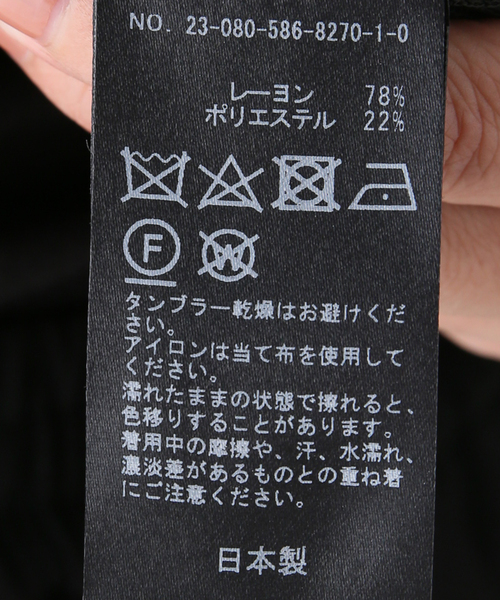 NO. 23-080-586-8270-1-0
レーヨン 78%
ポリエステル 22%
F
W
タンブラー乾燥はお避けくだ
さい。
アイロンは当て布を使用して
ください。
濡れたままの状態で擦れると、
色移りすることがあります。
着用中の摩擦や、汗、水濡れ、
濃淡差があるものとの重ね着
にご注意ください。
日本製